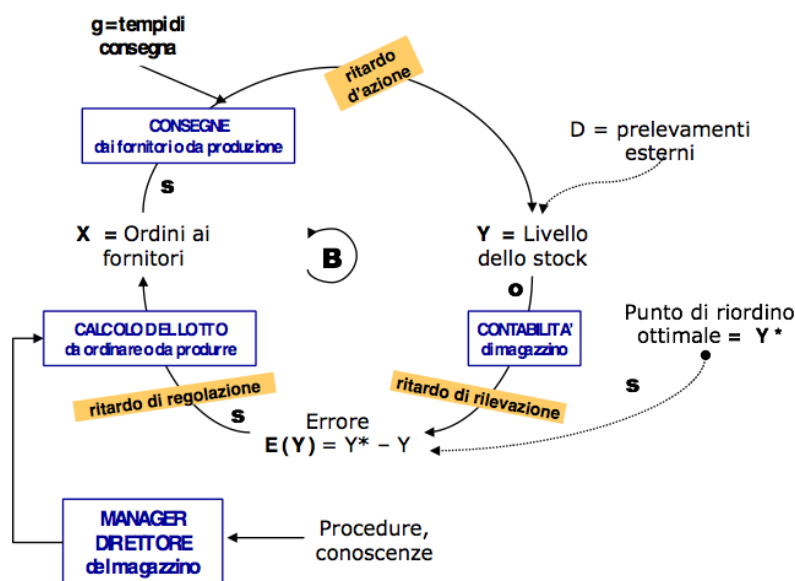 g = tempi di
consegna
ritardo
d'azione
CONSEGNE
dai fornitori o da produzione
D = prelevamenti
esterni
s
X = Ordini ai
fornitori
B
Y = Livello
dello stock
o
CALCOLO DEL LOTTO
da ordinare o da produrre
CONTABILITA'
di magazzino
Punto di riordino
ottimale = Y*
ritardo di regolazione
s
ritardo di rilevazione
s
Errore
E(Y) = Y* – Y
MANAGER
DIRETTORE
del magazzino
Procedure,
conoscenze